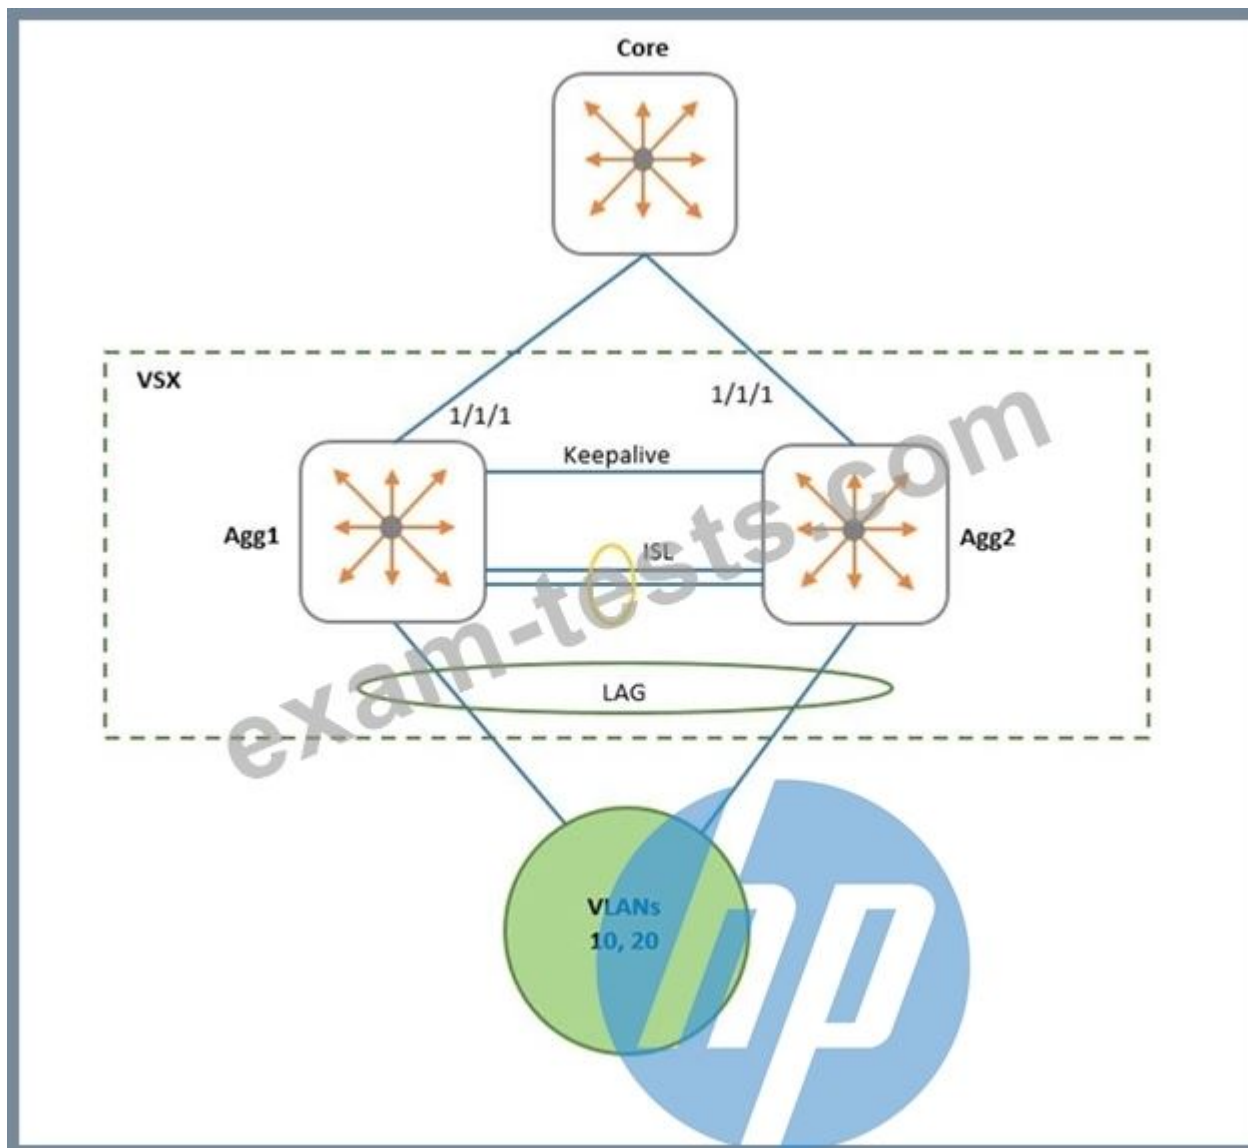 Core
VSX
1/1/1
1/1/1
Keepalive
Agg1
ISL
Agg2
LAG
VLANs
10, 20
exam-tests.com
hp